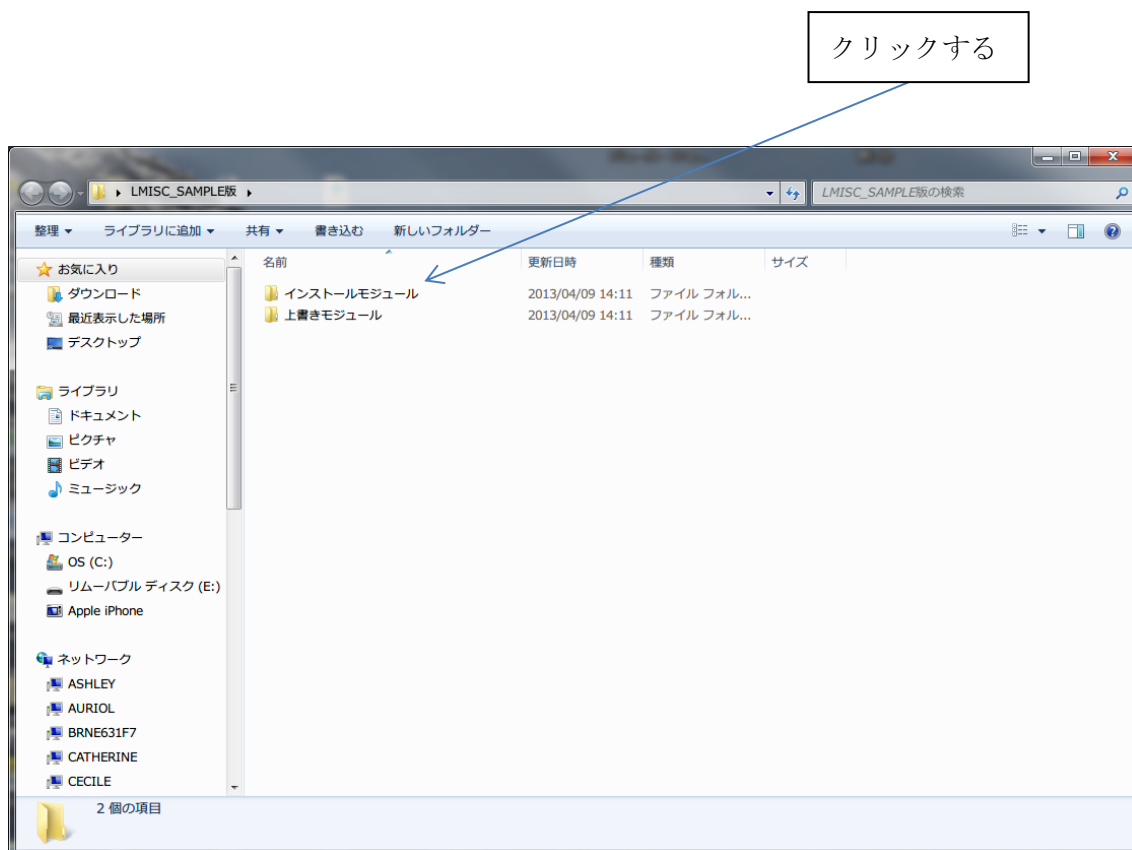 クリックする
LMISC_SAMPLE版
LMISC_SAMPLE版の検索
整理 ライブラリに追加 共有 書き込む 新しいフォルダー
お気に入り
ダウンロード
最近表示した場所
デスクトップ
ライブラリ
ドキュメント
ピクチャ
ビデオ
ミュージック
コンピューター
OS (C:)
リムーバブル ディスク (E:)
Apple iPhone
ネットワーク
ASHLEY
AURIOL
BRNE631F7
CATHERINE
CECILE
名前 更新日時 種類 サイズ
インストールモジュール 2013/04/09 14:11 ファイル フォル...
上書きモジュール 2013/04/09 14:11 ファイル フォル...
2 個の項目